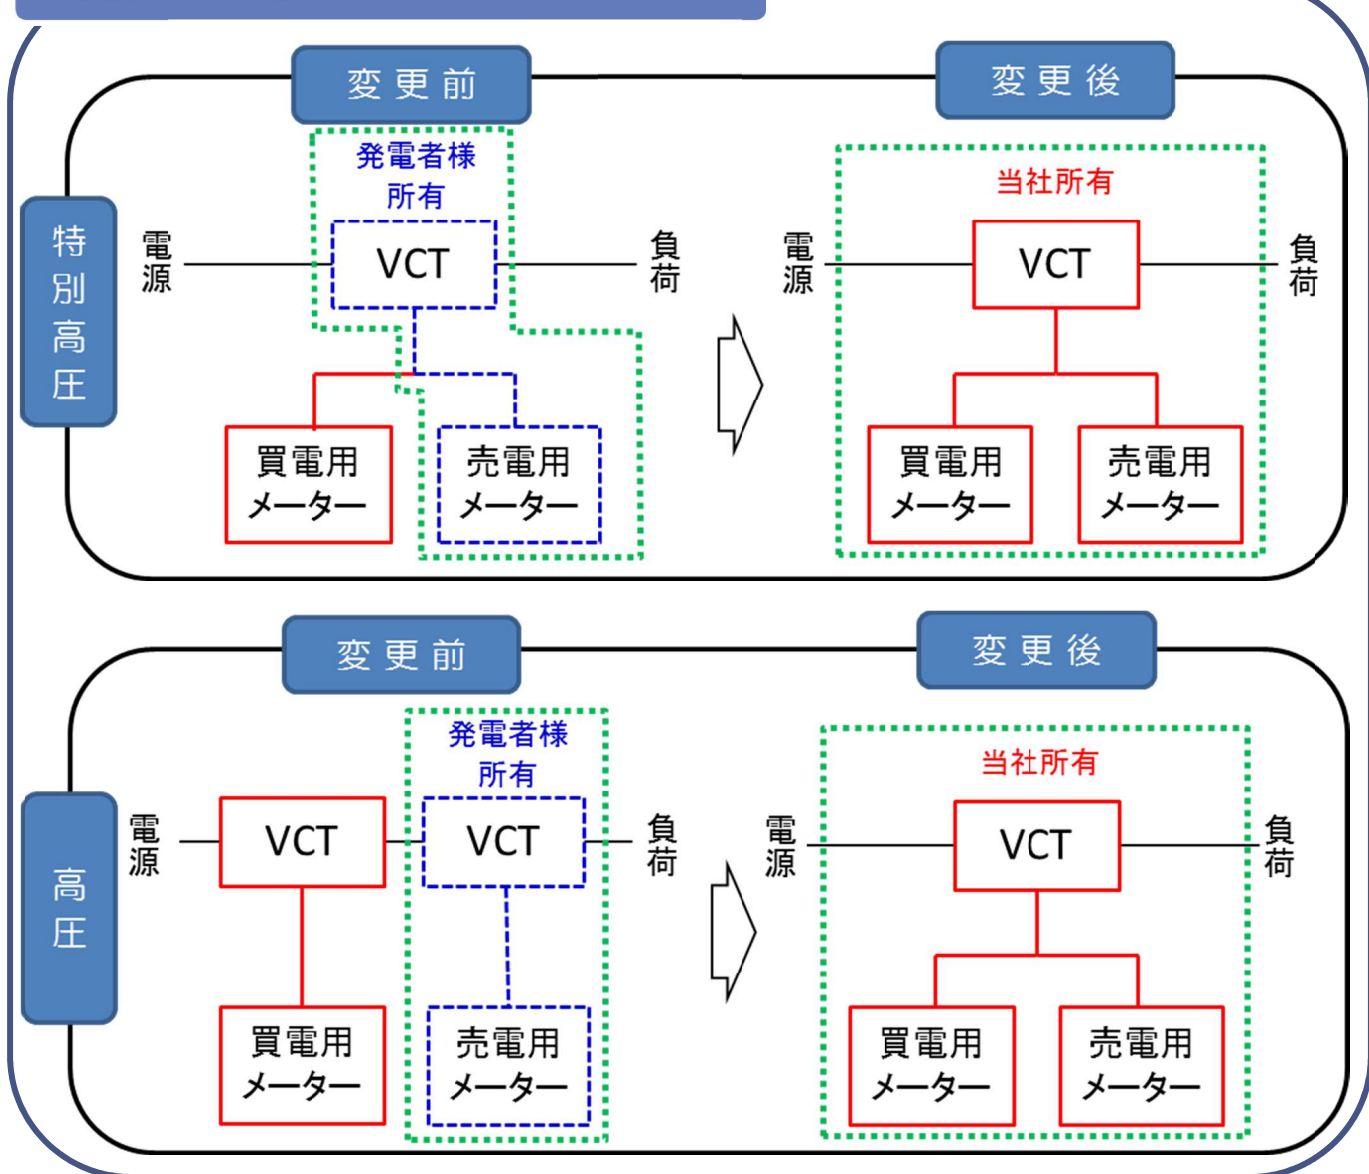 変更前
変更後
特別高圧
発電者様
所有
電源
VCT
負荷
買電用
メーター
売電用
メーター
当社所有
電源
VCT
負荷
買電用
メーター
売電用
メーター
変更前
変更後
高圧
発電者様
所有
電源
VCT
VCT
負荷
買電用
メーター
売電用
メーター
当社所有
電源
VCT
負荷
買電用
メーター
売電用
メーター